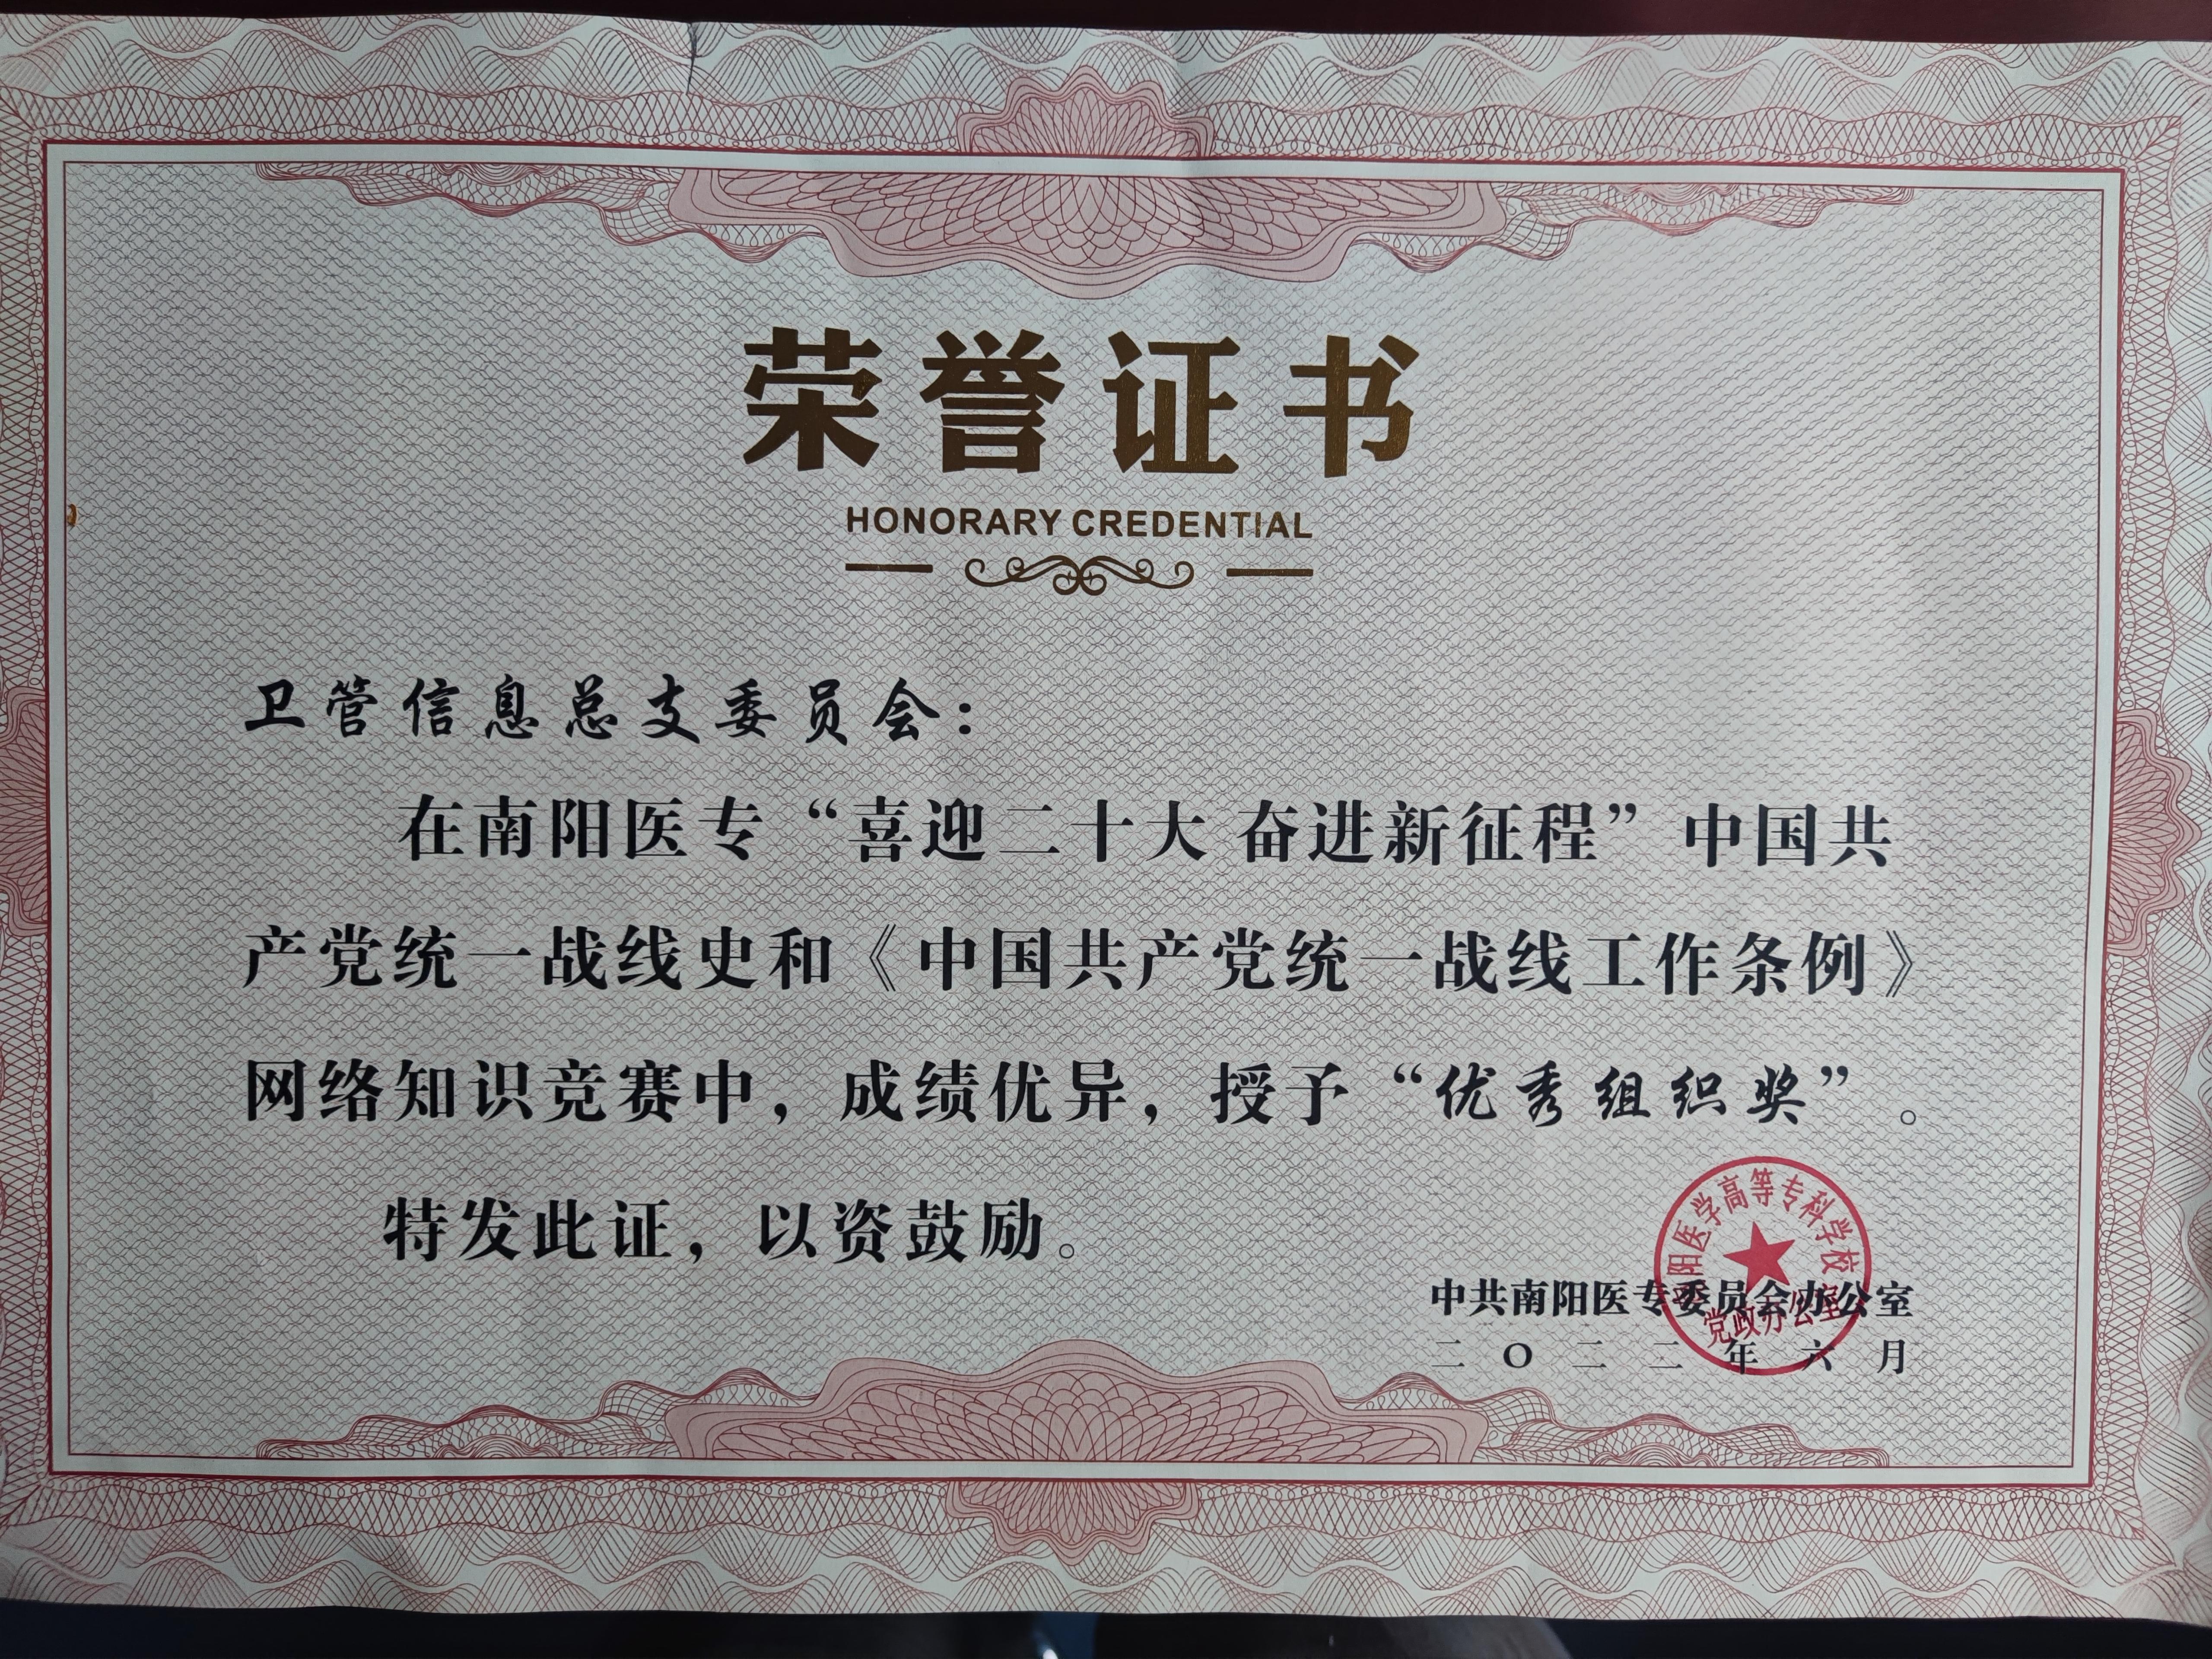 荣誉证书
HONORARY CREDENTIAL
卫管信息总支委员会：
在南阳医专“喜迎二十大 奋进新征程”中国共
产党统一战线史和《中国共产党统一战线工作条例》
网络知识竞赛中，成绩优异，授予“优秀组织奖”。
特发此证，以资鼓励。
阳医学高等专科学校
中共南阳医专委员会办公室
党政办公室
二〇二二年六月